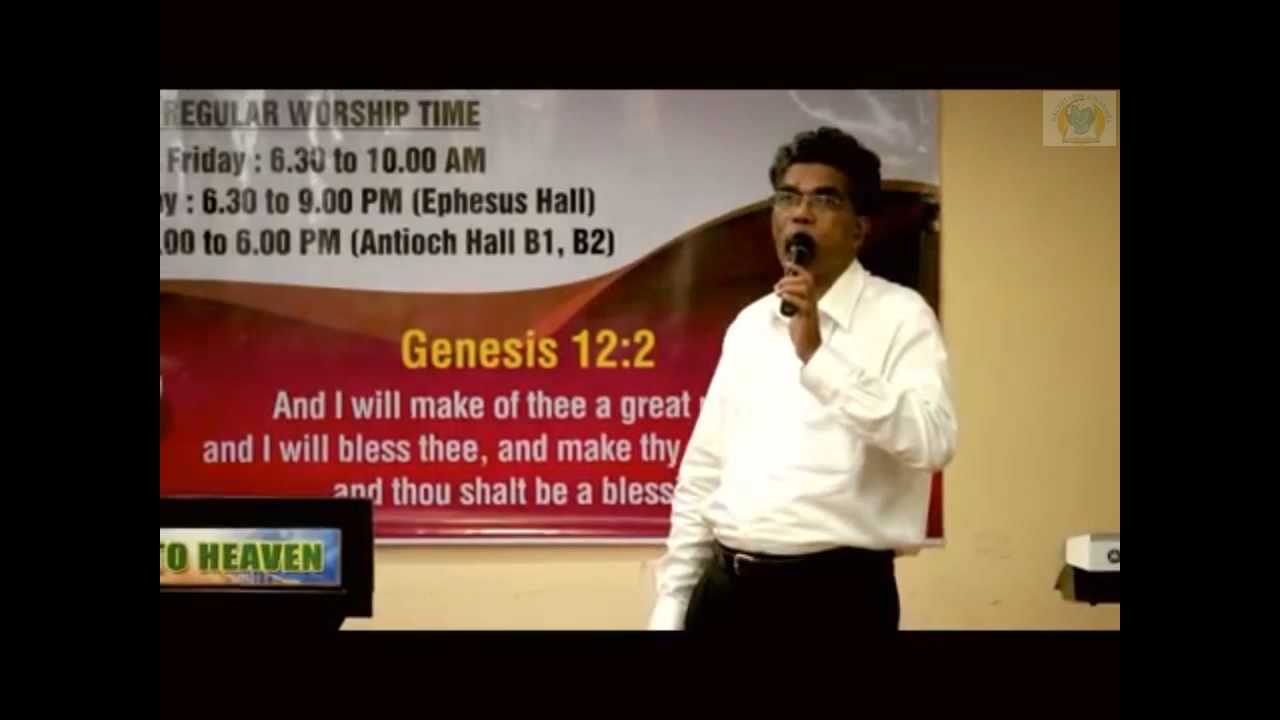 REGULAR WORSHIP TIME
Friday : 6.30 to 10.00 AM
: 6.30 to 9.00 PM (Ephesus Hall)
.00 to 6.00 PM (Antioch Hall B1, B2)
Genesis 12:2
And I will make of thee a great
and I will bless thee, and make thy
and thou shalt be a bless
TO HEAVEN